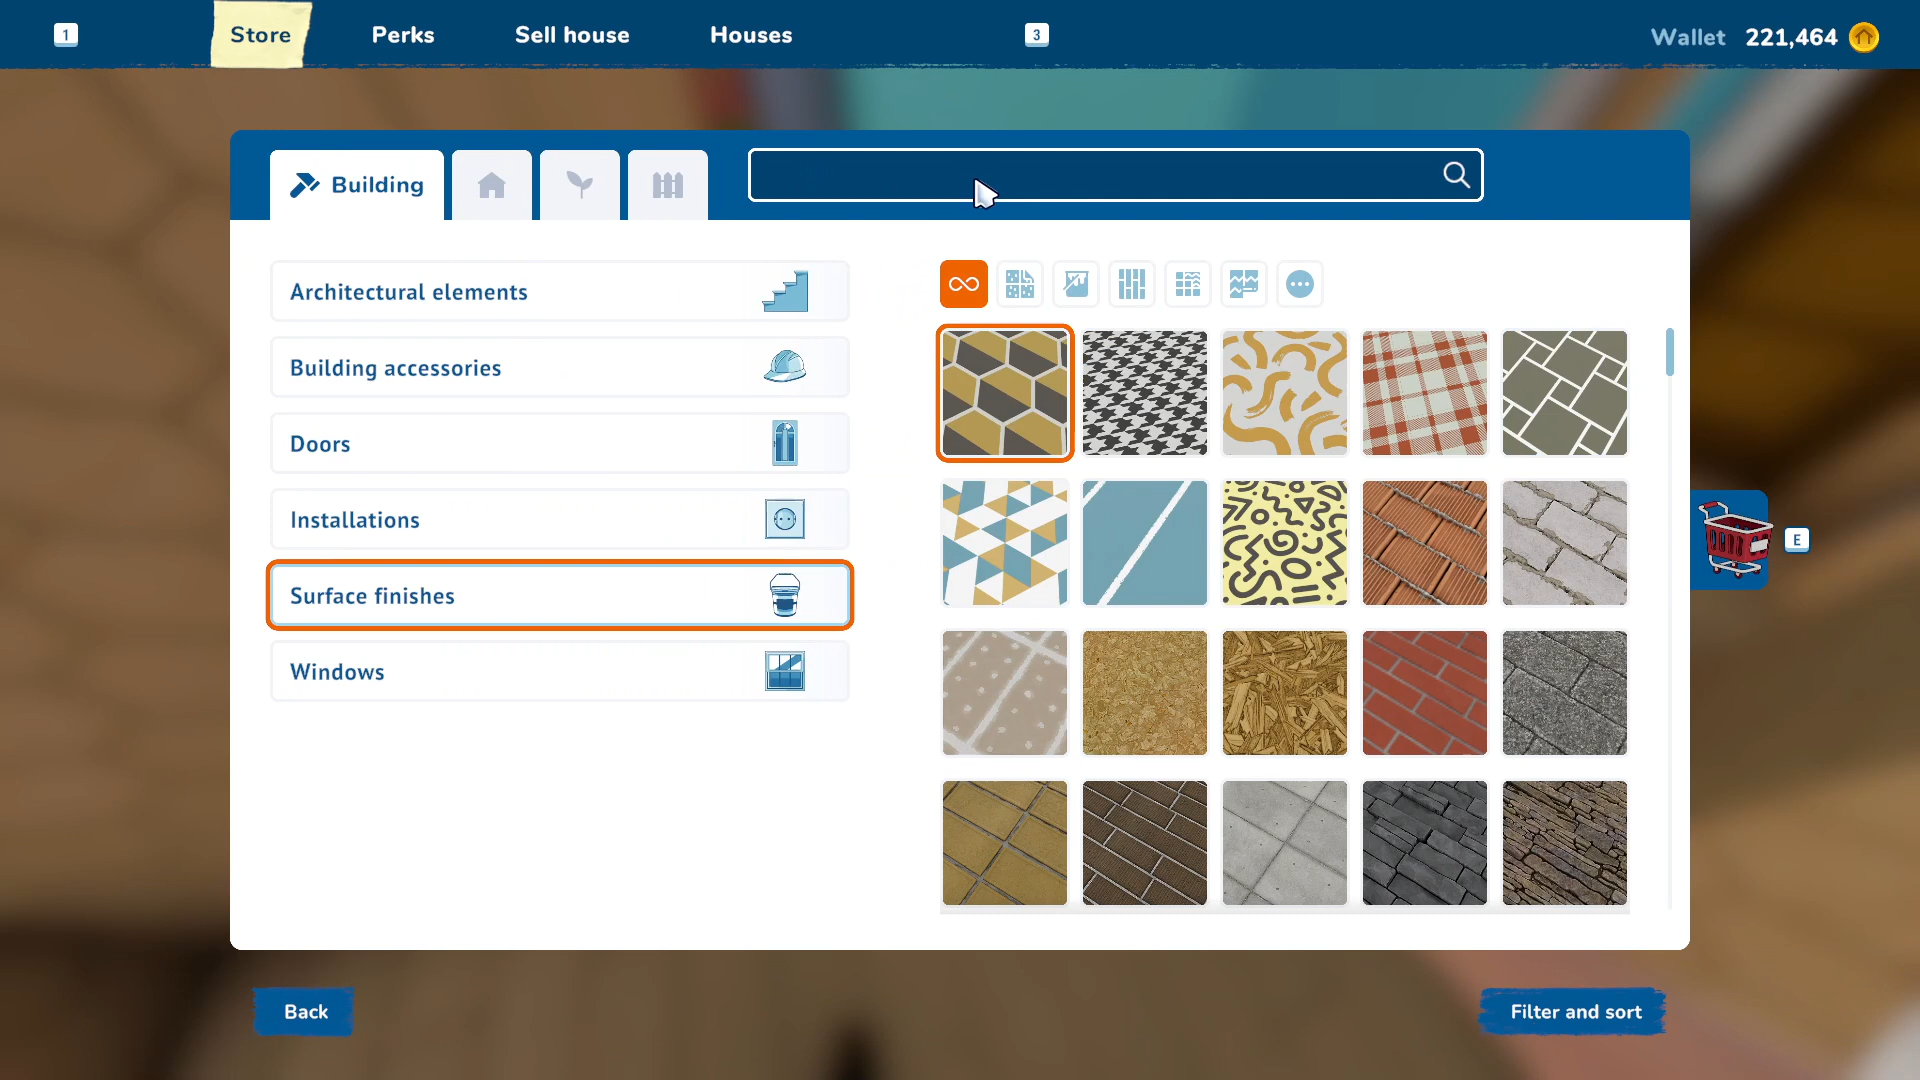 1
Store
Perks
Sell house
Houses
3
Wallet 221,464
Building
Architectural elements
Building accessories
Doors
Installations
Surface finishes
Windows
E
Back
Filter and sort